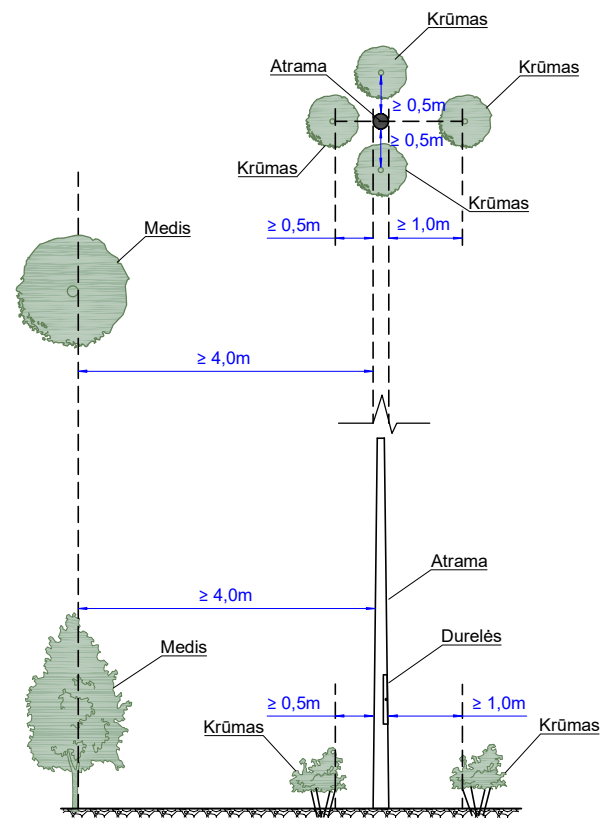 Krūmas
Atrama
Krūmas
≥ 0,5m
≥ 0,5m
Krūmas
Krūmas
Medis
≥ 0,5m
≥ 1,0m
≥ 4,0m
Atrama
≥ 4,0m
Durelės
Medis
≥ 0,5m
≥ 1,0m
Krūmas
Krūmas